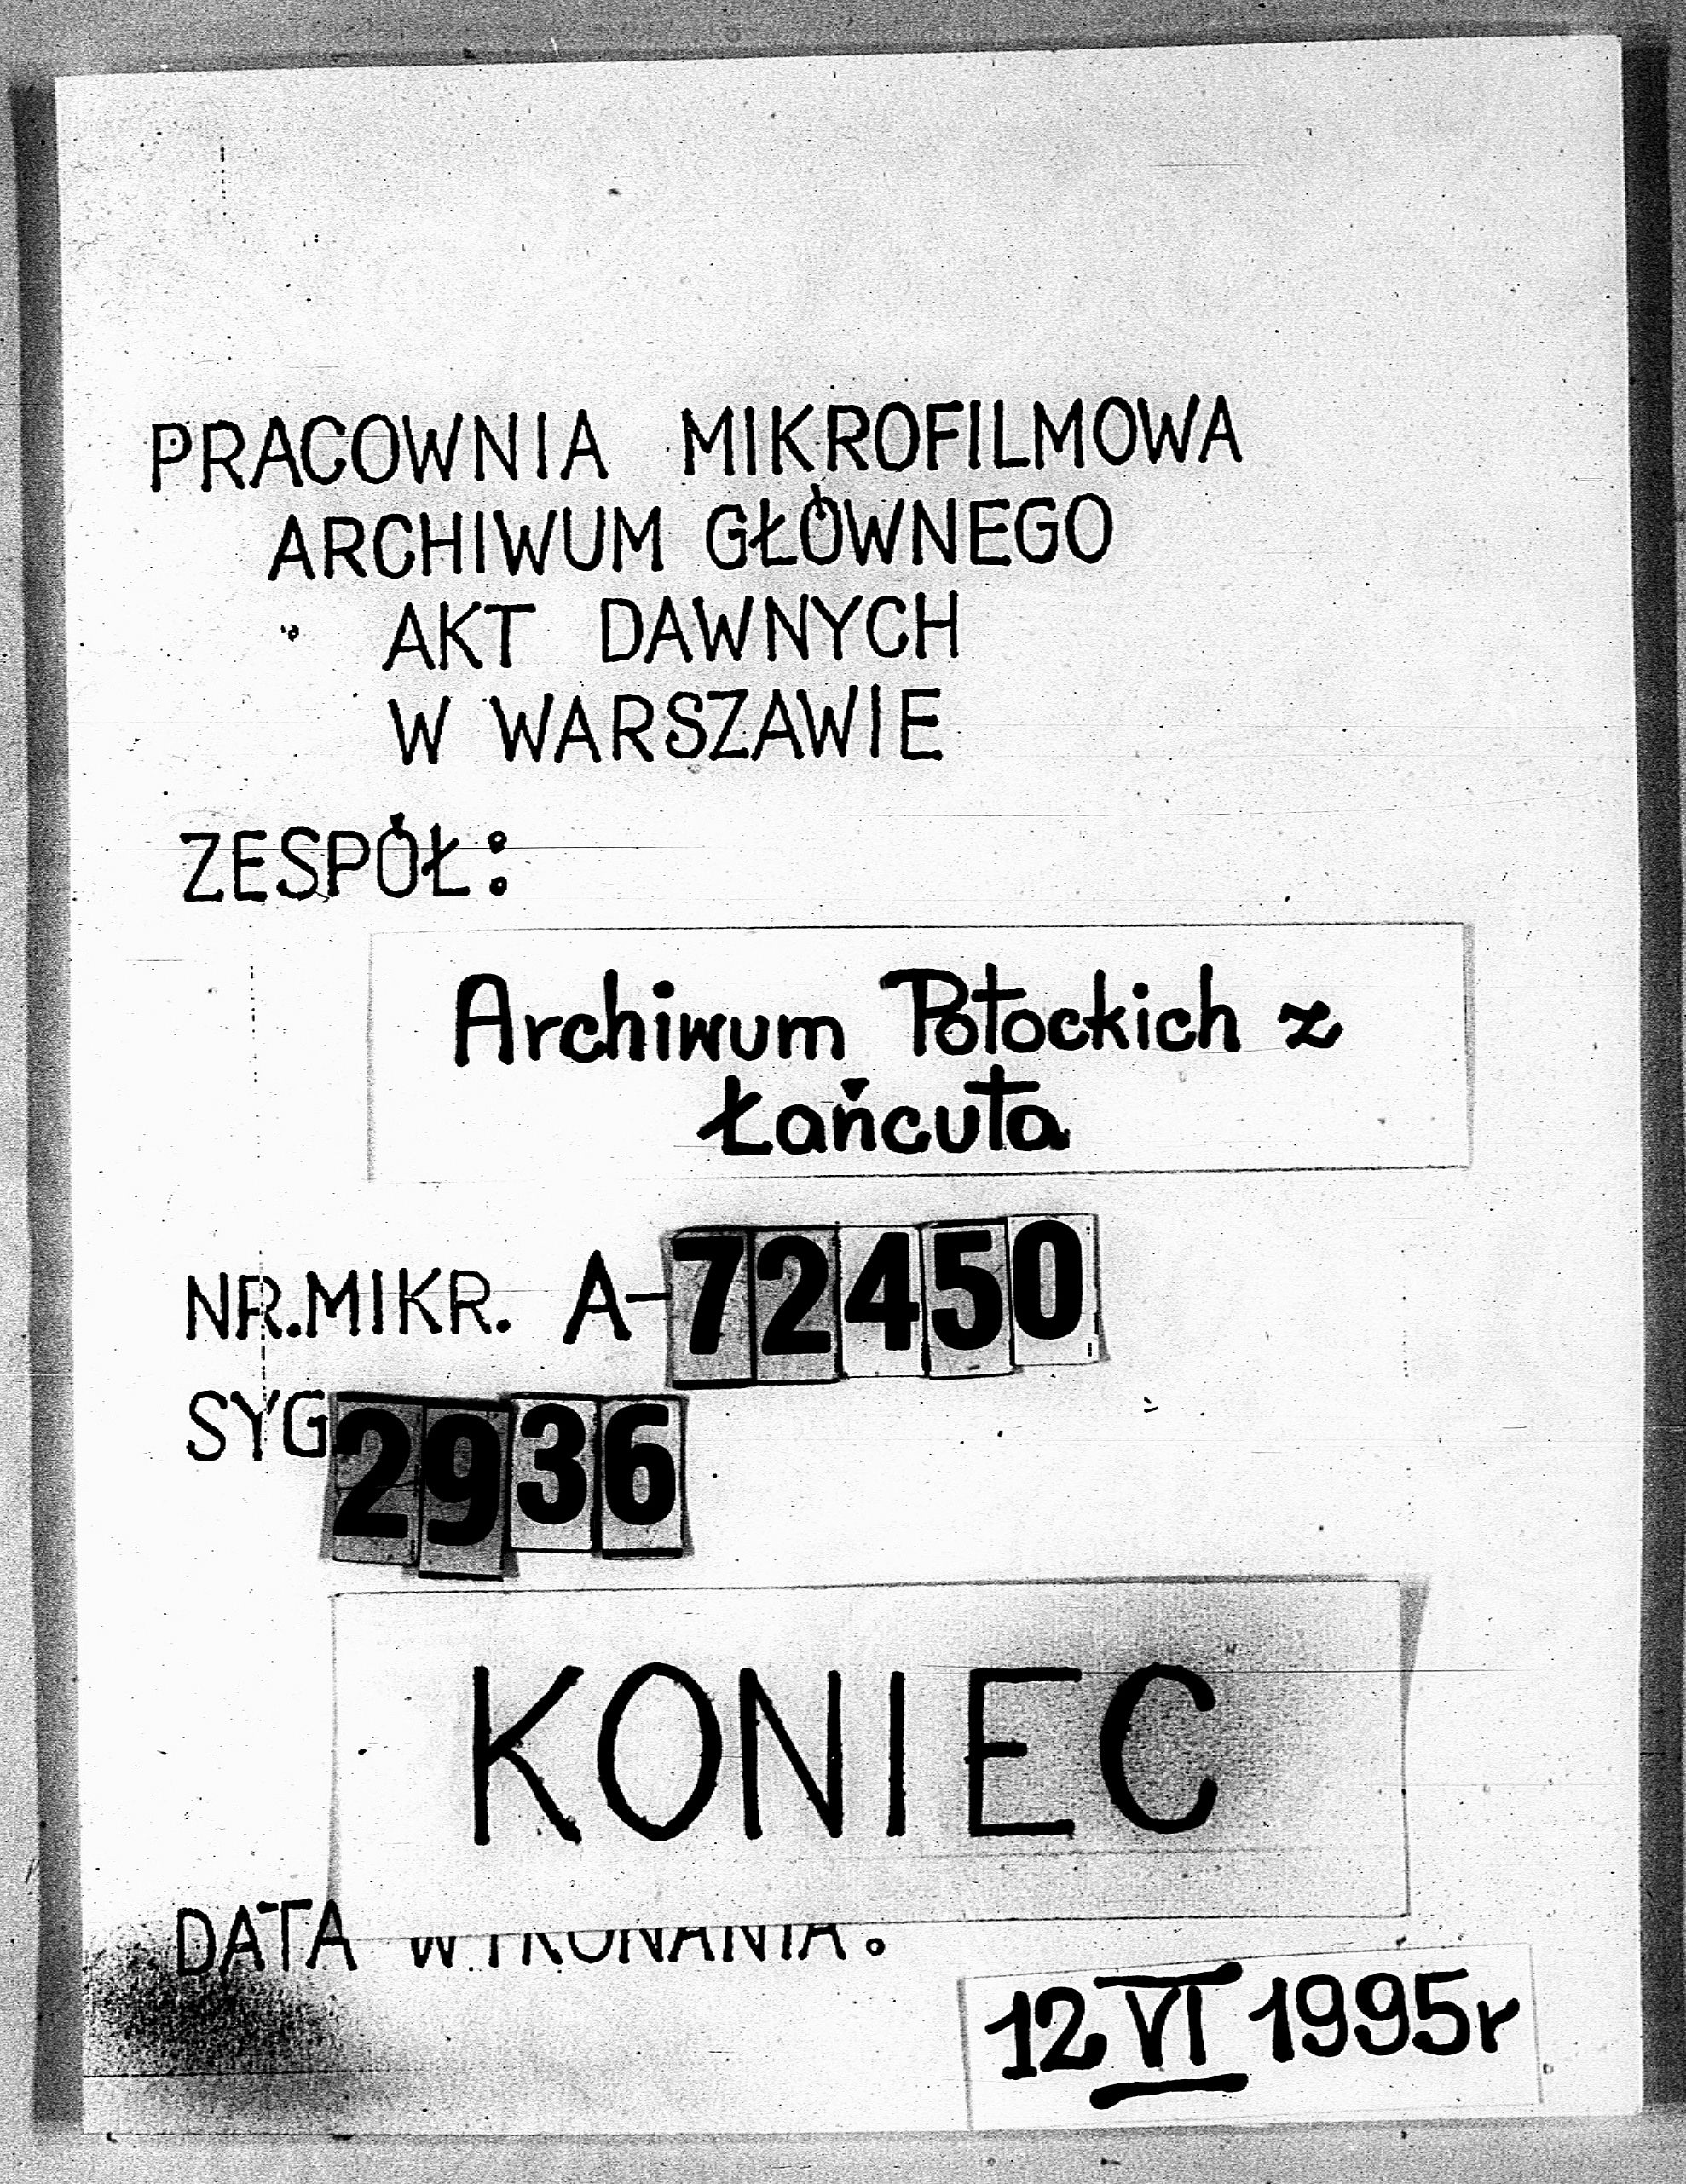 PRACOWNIA MIKROFILMOWA
ARCHIWUM GŁÓWNEGO
AKT DAWNYCH
W WARSZAWIE
ZESPÓŁ:
Archiwum Potockich z
Łańcuta
NR.MIKR. A-72450
SYG 2936
KONIEC
DATA WYKONANIA:
12 VI 1995r